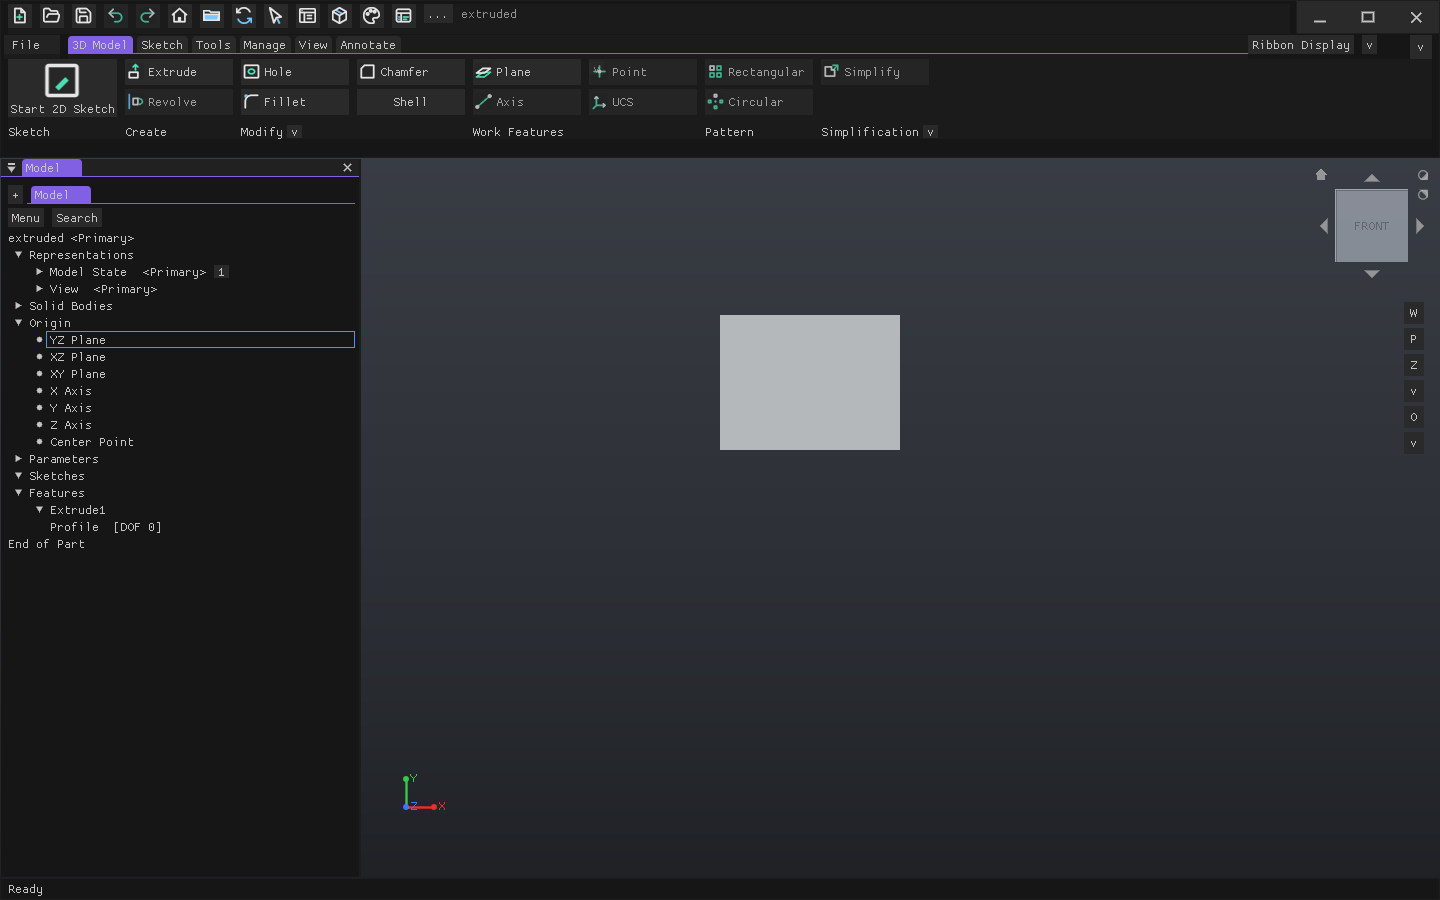 ... extruded
File 3D Model Sketch Tools Manage View Annotate Ribbon Display v v
Extrude Hole Chamfer Plane Point Rectangular Simplify
Start 2D Sketch Revolve Fillet Shell Axis UCS Circular
Sketch Create Modify v Work Features Pattern Simplification v
Model
+ Model
Menu Search
extruded <Primary>
Representations
Model State <Primary> 1
View <Primary>
Solid Bodies
Origin
YZ Plane
XZ Plane
XY Plane
X Axis
Y Axis
Z Axis
Center Point
Parameters
Sketches
Features
Extrude1
Profile [DOF 0]
End of Part
FRONT
W
P
Z
v
O
v
Y
Z X
Ready